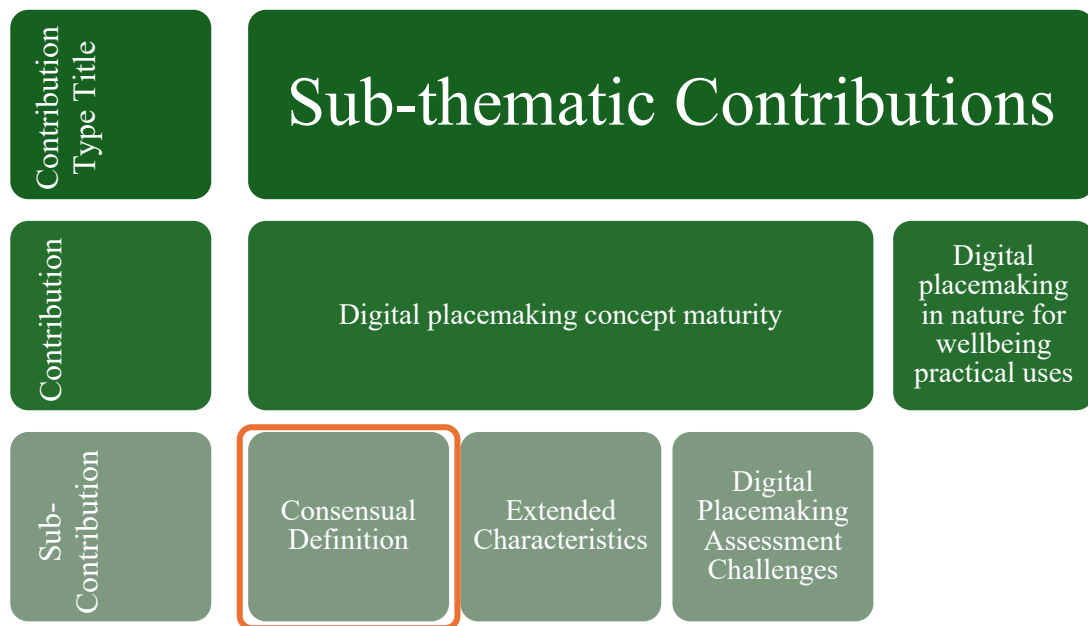 Contribution
Type Title
Sub-thematic Contributions
Contribution
Digital placemaking concept maturity
Digital
placemaking
in nature for
wellbeing
practical uses
Sub-
Contribution
Consensual
Definition
Extended
Characteristics
Digital
Placemaking
Assessment
Challenges